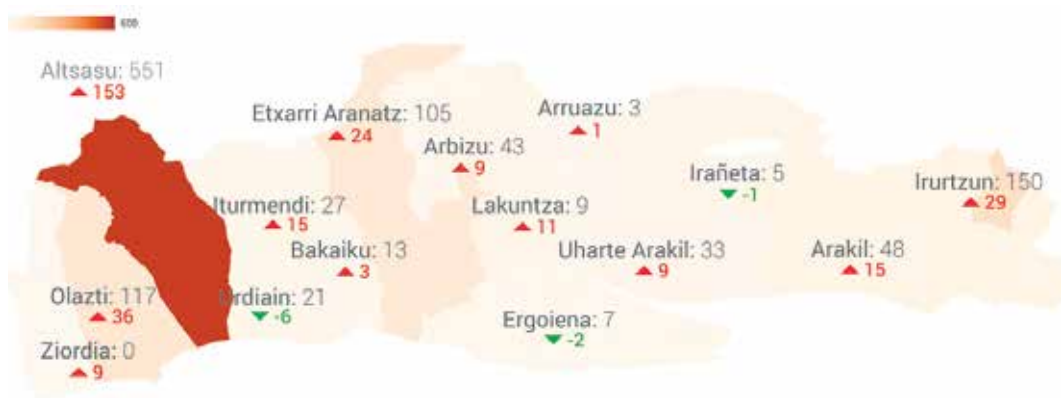 600
Altsasu: 551
153
Etxarri Aranatz: 105
24
Arruazu: 3
1
Arbizu: 43
9
Irañeta: 5
-1
Irurtzun: 150
29
Iturmendi: 27
15
Lakuntza: 9
11
Bakaiku: 13
3
Uharte Arakil: 33
9
Arakil: 48
15
Olazti: 117
36
Urdiain: 21
-6
Ergoiena: 7
-2
Ziordia: 0
9